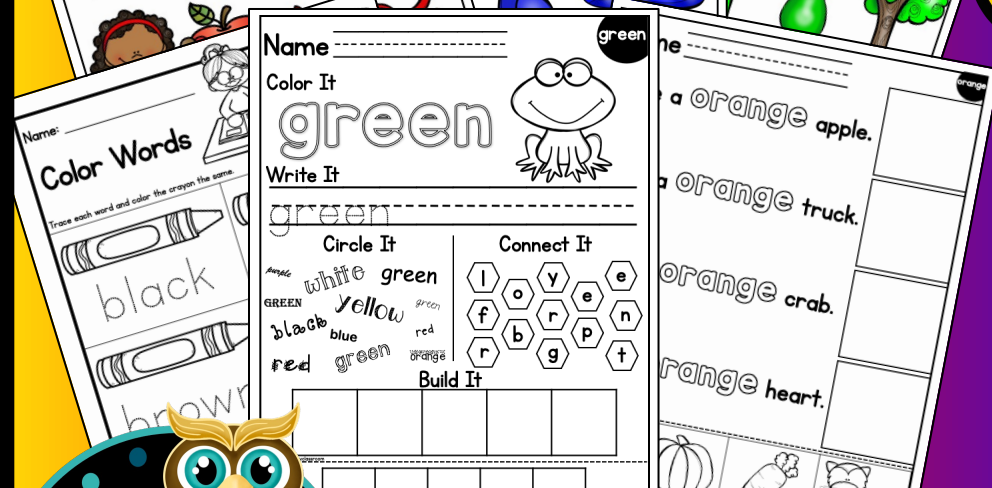 Name:
Color Words
Trace each word and color the crayon the same.
black
brown
green
Name
Color It
green
Write It
green
Circle It
purple
white
green
GREEN
yellow
green
black
blue
red
red
green
orange
Connect It
l
y
e
o
e
f
r
n
b
p
r
g
t
Build It
orange
me
a orange apple.
a orange truck.
orange crab.
range heart.